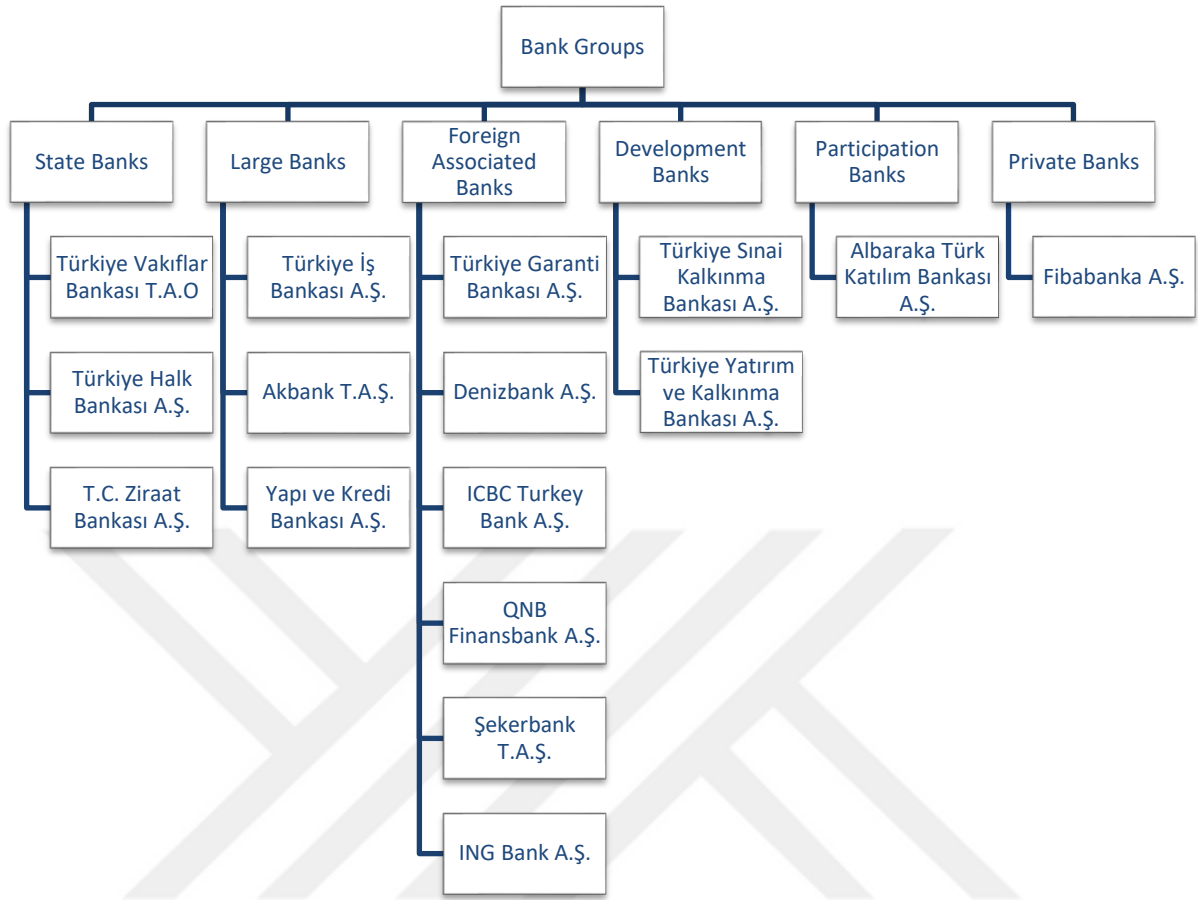 Bank Groups
State Banks
Large Banks
Foreign
Associated
Banks
Development
Banks
Participation
Banks
Private Banks
Türkiye Vakıflar
Bankası T.A.O
Türkiye Halk
Bankası A.Ş.
T.C. Ziraat
Bankası A.Ş.
Türkiye İş
Bankası A.Ş.
Akbank T.A.Ş.
Yapı ve Kredi
Bankası A.Ş.
Türkiye Garanti
Bankası A.Ş.
Denizbank A.Ş.
ICBC Turkey
Bank A.Ş.
QNB
Finansbank A.Ş.
Şekerbank
T.A.Ş.
ING Bank A.Ş.
Türkiye Sınai
Kalkınma
Bankası A.Ş.
Türkiye Yatırım
ve Kalkınma
Bankası A.Ş.
Albaraka Türk
Katılım Bankası
A.Ş.
Fibabanka A.Ş.